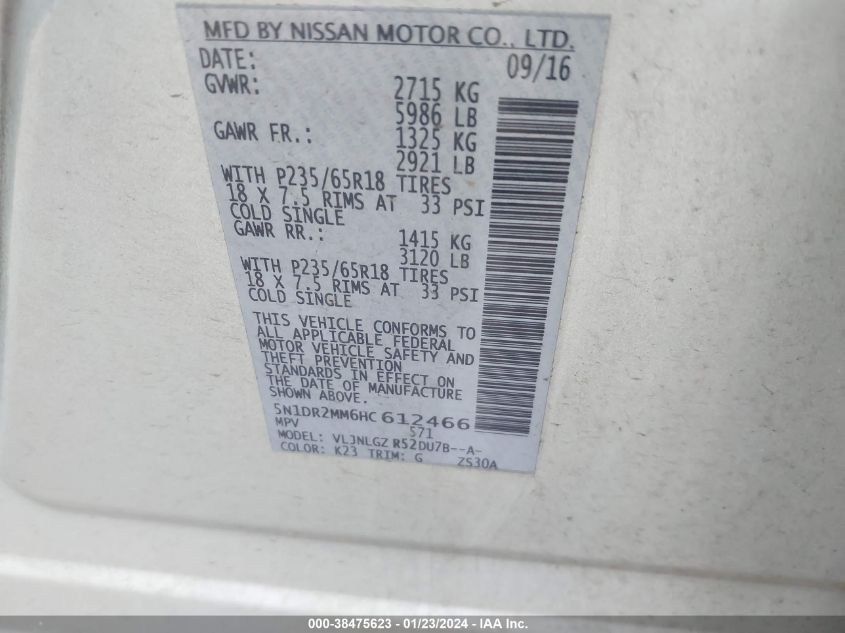 MFD BY NISSAN MOTOR CO., LTD.
DATE: 09/16
GVWR: 2715 KG
5986 LB
GAWR FR.: 1325 KG
2921 LB
WITH P235/65R18 TIRES
18 X 7.5 RIMS AT 33 PSI
COLD SINGLE
GAWR RR.: 1415 KG
3120 LB
WITH P235/65R18 TIRES
18 X 7.5 RIMS AT 33 PSI
COLD SINGLE
THIS VEHICLE CONFORMS TO
ALL APPLICABLE FEDERAL
MOTOR VEHICLE SAFETY AND
THEFT PREVENTION
STANDARDS IN EFFECT ON
THE DATE OF MANUFACTURE
SHOWN ABOVE.
5N1DR2MM6HC612466
MPV 571
MODEL: VLJNLGZ R52DU7B--A-
COLOR: K23 TRIM: G ZS30A
000-38475623 - 01/23/2024 - IAA Inc.